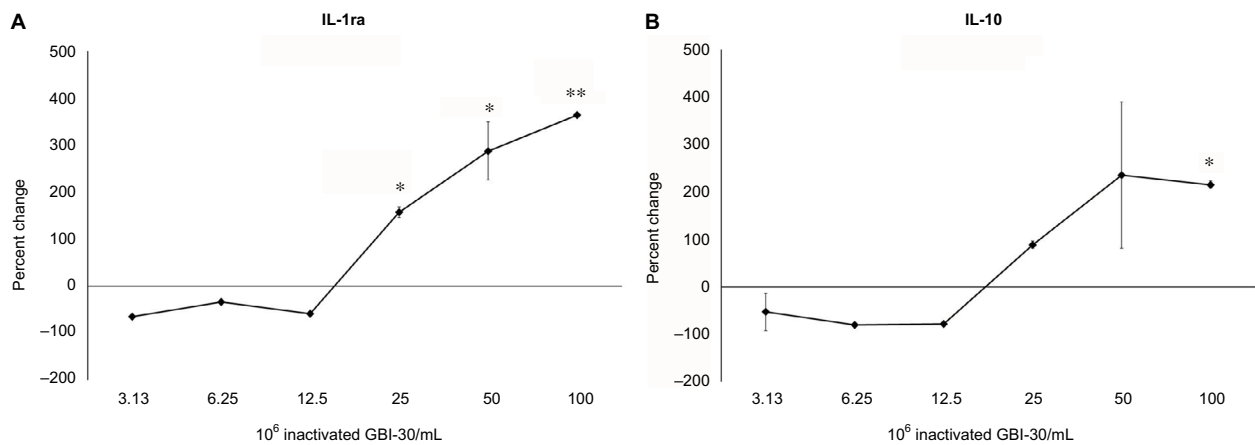 A
IL-1ra
500
400
300
200
100
0
–100
–200
Percent change
*
*
**
3.13 6.25 12.5 25 50 100
10⁶ inactivated GBI-30/mL
B
IL-10
500
400
300
200
100
0
–100
–200
Percent change
*
3.13 6.25 12.5 25 50 100
10⁶ inactivated GBI-30/mL